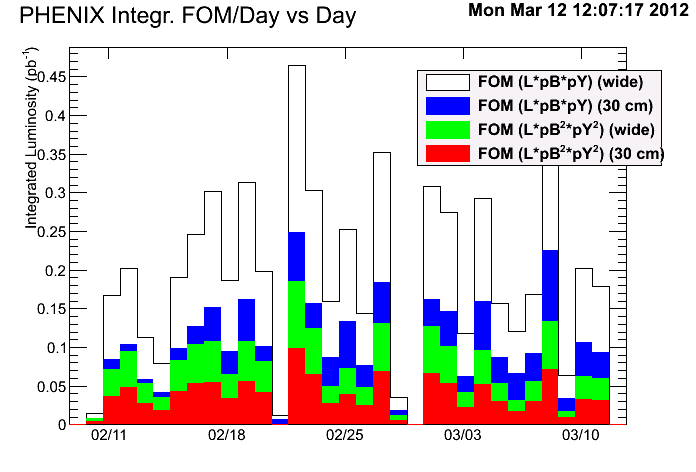 PHENIX Integr. FOM/Day vs Day
Mon Mar 12 12:07:17 2012
Integrated Luminosity (pb⁻¹)
FOM (L*pB*pY) (wide)
FOM (L*pB*pY) (30 cm)
FOM (L*pB²*pY²) (wide)
FOM (L*pB²*pY²) (30 cm)
0.45
0.4
0.35
0.3
0.25
0.2
0.15
0.1
0.05
0
02/11 02/18 02/25 03/03 03/10